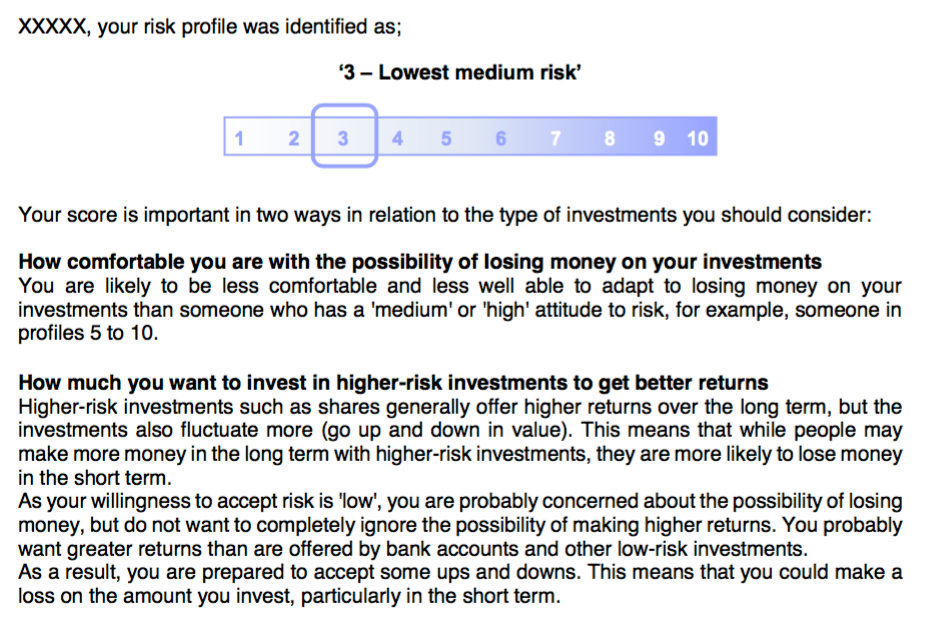 XXXXX, your risk profile was identified as;
‘3 – Lowest medium risk’
1 2 3 4 5 6 7 8 9 10
Your score is important in two ways in relation to the type of investments you should consider:
How comfortable you are with the possibility of losing money on your investments
You are likely to be less comfortable and less well able to adapt to losing money on your
investments than someone who has a 'medium' or 'high' attitude to risk, for example, someone in
profiles 5 to 10.
How much you want to invest in higher-risk investments to get better returns
Higher-risk investments such as shares generally offer higher returns over the long term, but the
investments also fluctuate more (go up and down in value). This means that while people may
make more money in the long term with higher-risk investments, they are more likely to lose money
in the short term.
As your willingness to accept risk is 'low', you are probably concerned about the possibility of losing
money, but do not want to completely ignore the possibility of making higher returns. You probably
want greater returns than are offered by bank accounts and other low-risk investments.
As a result, you are prepared to accept some ups and downs. This means that you could make a
loss on the amount you invest, particularly in the short term.